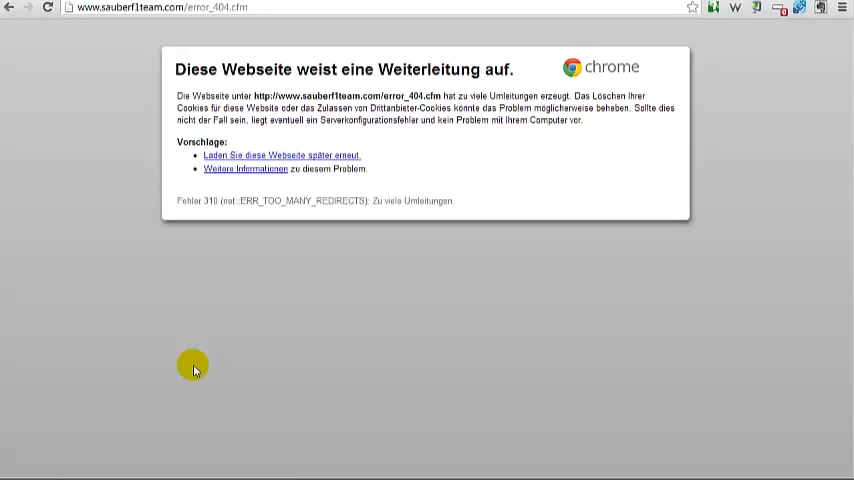 www.sauberf1team.com/error_404.cfm
Diese Webseite weist eine Weiterleitung auf.
chrome
Die Webseite unter http://www.sauberf1team.com/error_404.cfm hat zu viele Umleitungen erzeugt. Das Löschen Ihrer
Cookies für diese Website oder das Zulassen von Drittanbieter-Cookies könnte das Problem möglicherweise beheben. Sollte dies
nicht der Fall sein, liegt eventuell ein Serverkonfigurationsfehler und kein Problem mit Ihrem Computer vor.
Vorschläge:
Laden Sie diese Webseite später erneut.
Weitere Informationen zu diesem Problem.
Fehler 310 (net::ERR_TOO_MANY_REDIRECTS): Zu viele Umleitungen.